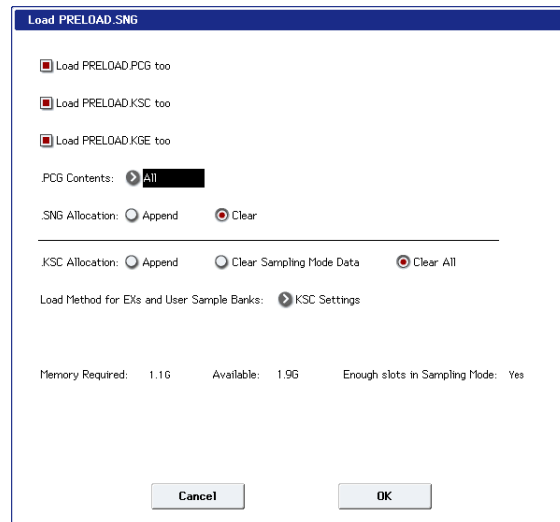 Load PRELOAD.SNG
Load PRELOAD.PCG too
Load PRELOAD.KSC too
Load PRELOAD.KGE too
.PCG Contents: All
.SNG Allocation: Append Clear
.KSC Allocation: Append Clear Sampling Mode Data Clear All
Load Method for EXs and User Sample Banks: KSC Settings
Memory Required: 1.1G Available: 1.9G Enough slots in Sampling Mode: Yes
Cancel OK